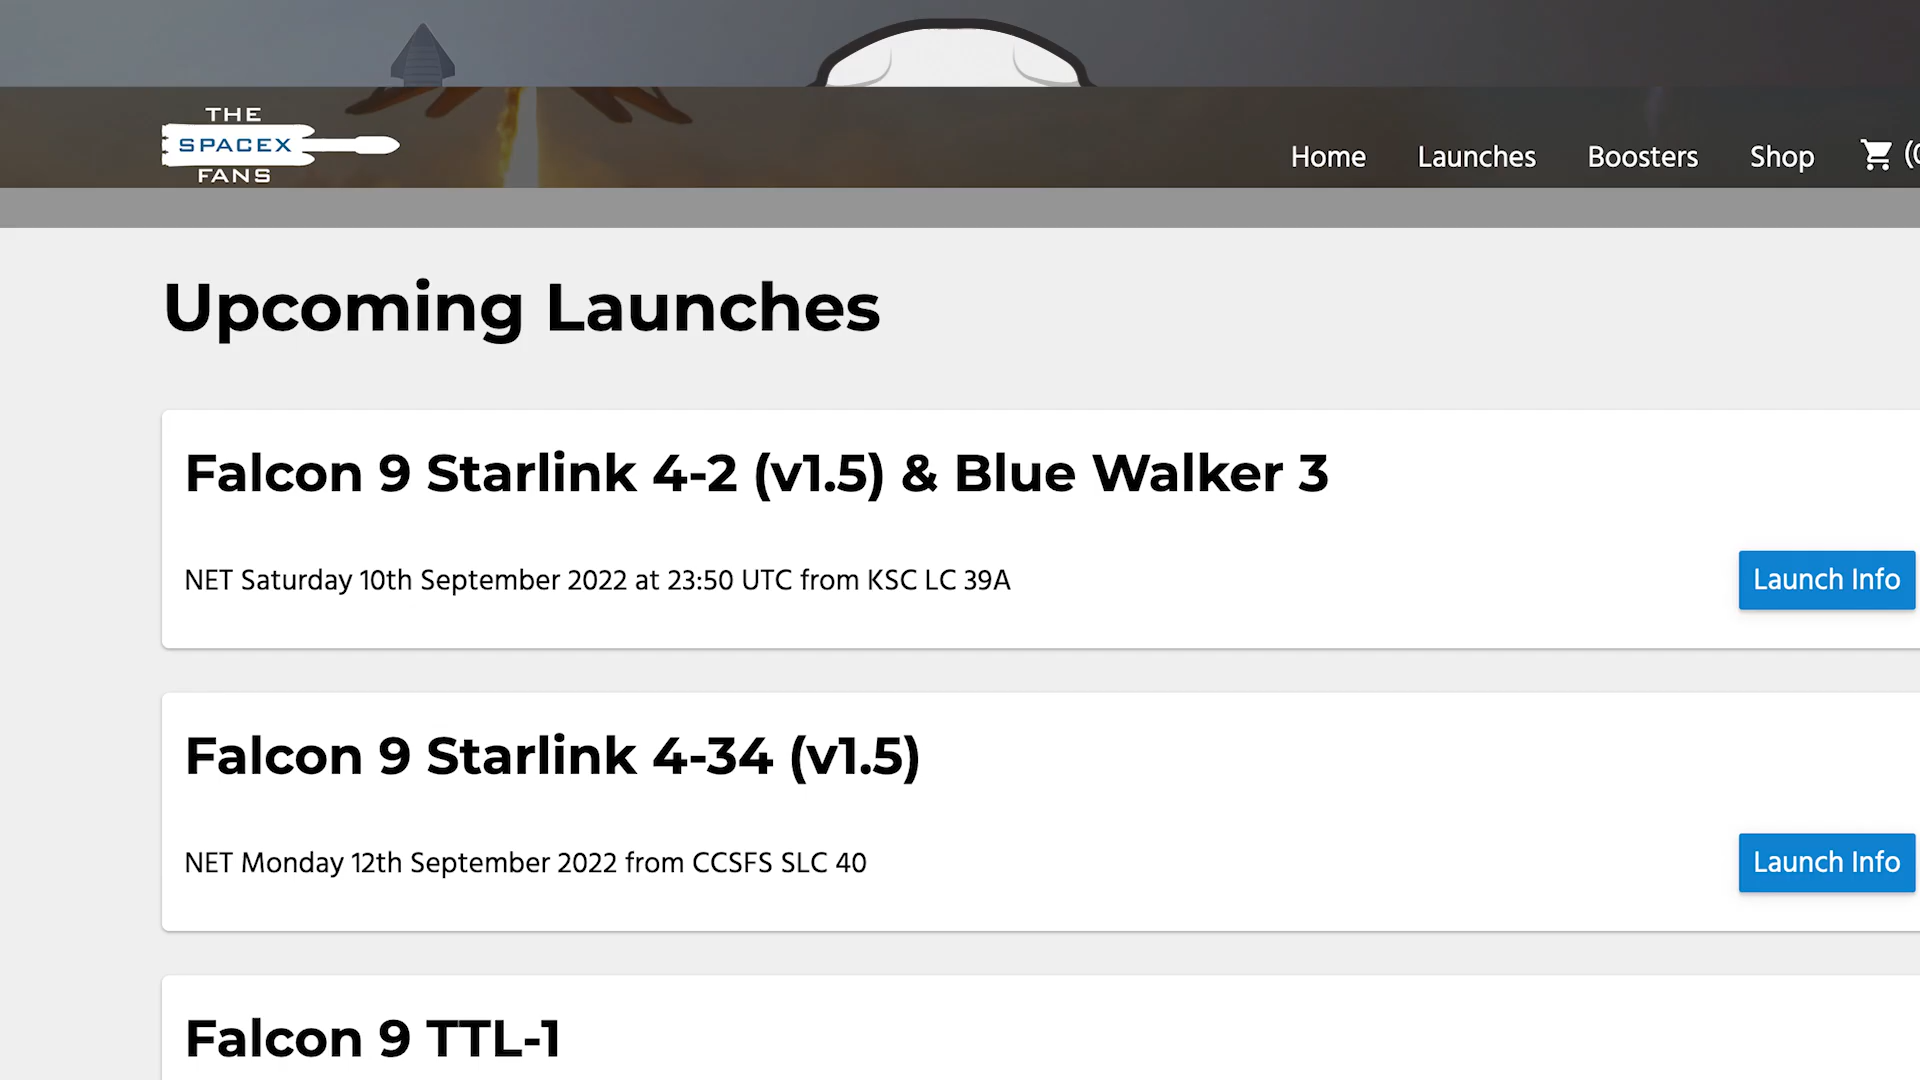 THE
SPACEX
FANS
Home
Launches
Boosters
Shop
(0
Upcoming Launches
Falcon 9 Starlink 4-2 (v1.5) & Blue Walker 3
NET Saturday 10th September 2022 at 23:50 UTC from KSC LC 39A
Launch Info
Falcon 9 Starlink 4-34 (v1.5)
NET Monday 12th September 2022 from CCSFS SLC 40
Launch Info
Falcon 9 TTL-1